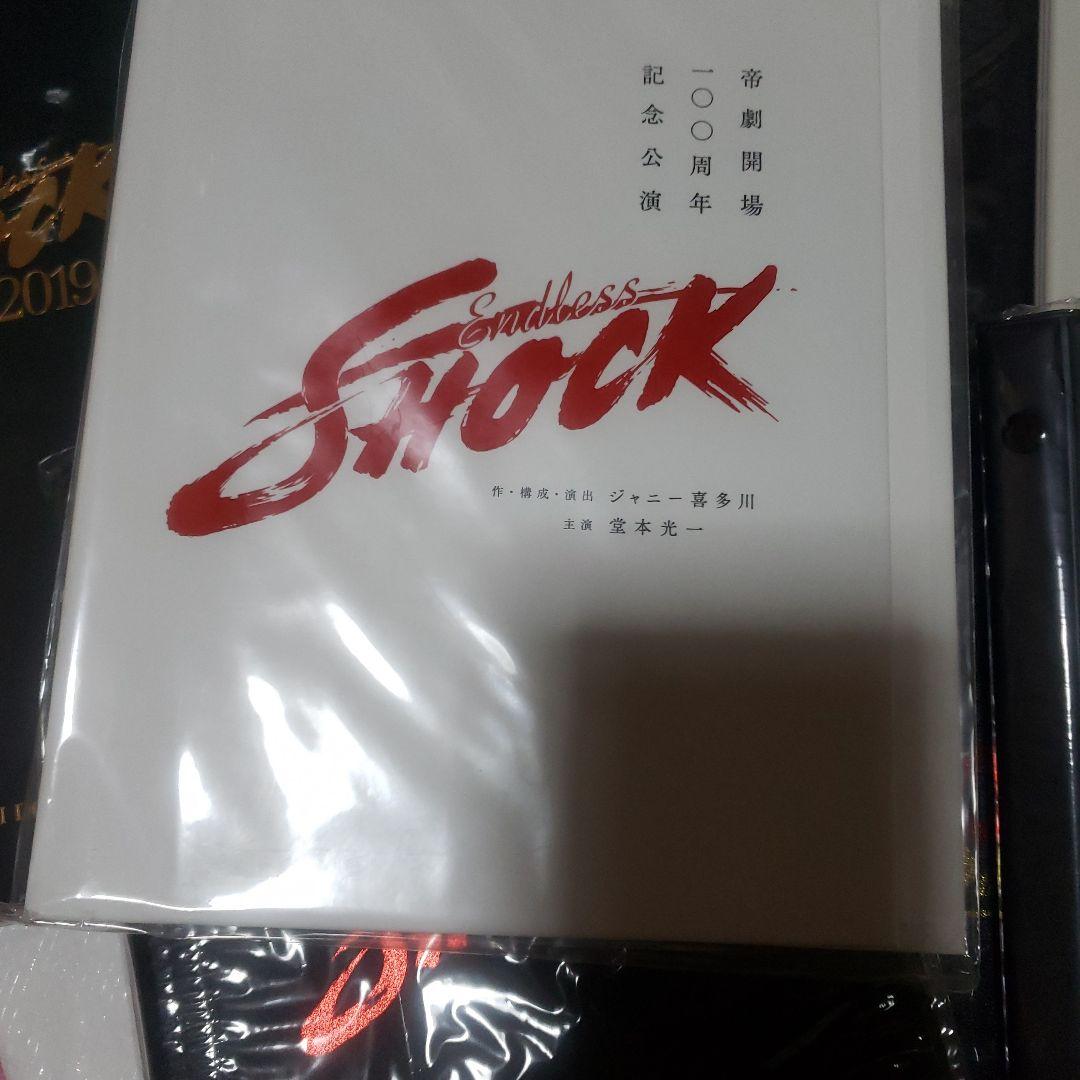 帝劇開場
一〇〇周年
記念公演
Endless
SHOCK
作・構成・演出 ジャニー喜多川
主演 堂本光一
SHOCK
2019